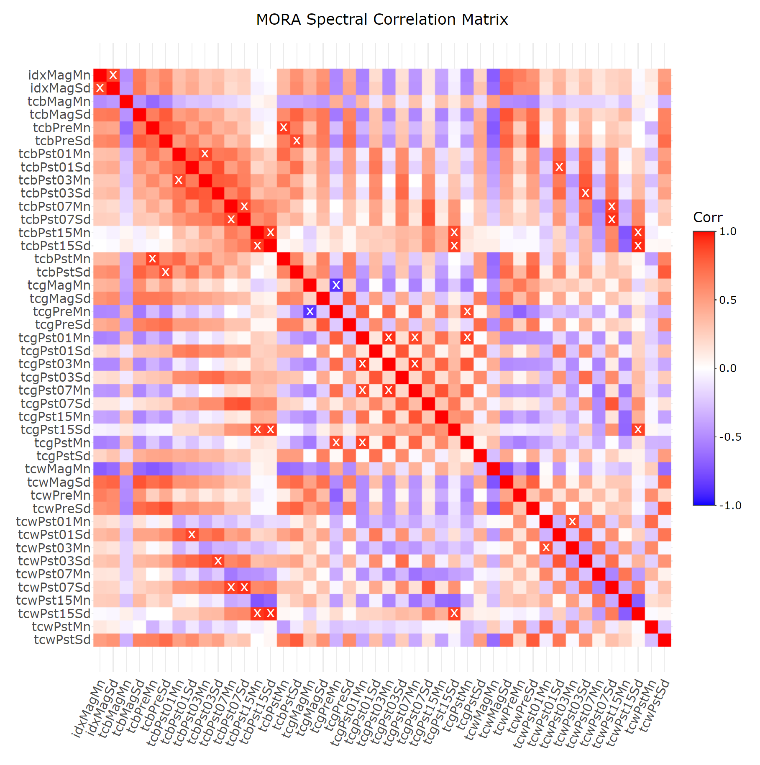 MORA Spectral Correlation Matrix
idxMagMn
idxMagSd
tcbMagMn
tcbMagSd
tcbPreMn
tcbPreSd
tcbPst01Mn
tcbPst01Sd
tcbPst03Mn
tcbPst03Sd
tcbPst07Mn
tcbPst07Sd
tcbPst15Mn
tcbPst15Sd
tcbPstMn
tcbPstSd
tcgMagMn
tcgMagSd
tcgPreMn
tcgPreSd
tcgPst01Mn
tcgPst01Sd
tcgPst03Mn
tcgPst03Sd
tcgPst07Mn
tcgPst07Sd
tcgPst15Mn
tcgPst15Sd
tcgPstMn
tcgPstSd
tcwMagMn
tcwMagSd
tcwPreMn
tcwPreSd
tcwPst01Mn
tcwPst01Sd
tcwPst03Mn
tcwPst03Sd
tcwPst07Mn
tcwPst07Sd
tcwPst15Mn
tcwPst15Sd
tcwPstMn
tcwPstSd
idxMagMn
idxMagSd
tcbMagMn
tcbMagSd
tcbPreMn
tcbPreSd
tcbPst01Mn
tcbPst01Sd
tcbPst03Mn
tcbPst03Sd
tcbPst07Mn
tcbPst07Sd
tcbPst15Mn
tcbPst15Sd
tcbPstMn
tcbPstSd
tcgMagMn
tcgMagSd
tcgPreMn
tcgPreSd
tcgPst01Mn
tcgPst01Sd
tcgPst03Mn
tcgPst03Sd
tcgPst07Mn
tcgPst07Sd
tcgPst15Mn
tcgPst15Sd
tcgPstMn
tcgPstSd
tcwMagMn
tcwMagSd
tcwPreMn
tcwPreSd
tcwPst01Mn
tcwPst01Sd
tcwPst03Mn
tcwPst03Sd
tcwPst07Mn
tcwPst07Sd
tcwPst15Mn
tcwPst15Sd
tcwPstMn
tcwPstSd
Corr
1.0
0.5
0.0
-0.5
-1.0